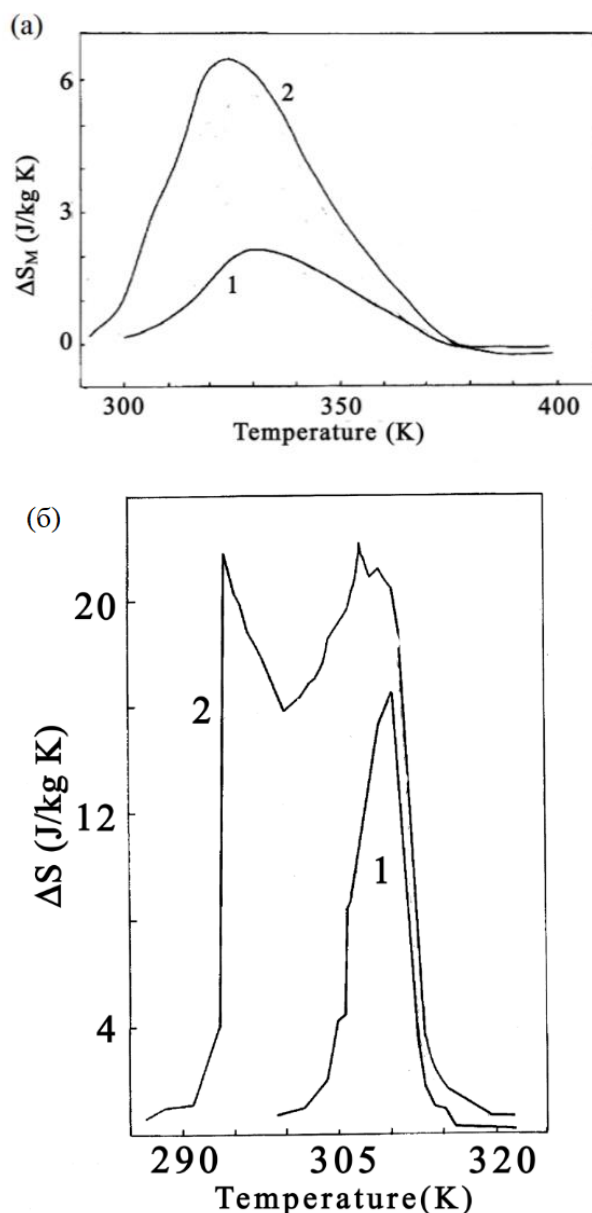 (а)
6
3
0
ΔS_M (J/kg K)
2
1
300 350 400
Temperature (K)
(б)
20
12
4
ΔS (J/kg K)
2
1
290 305 320
Temperature(K)